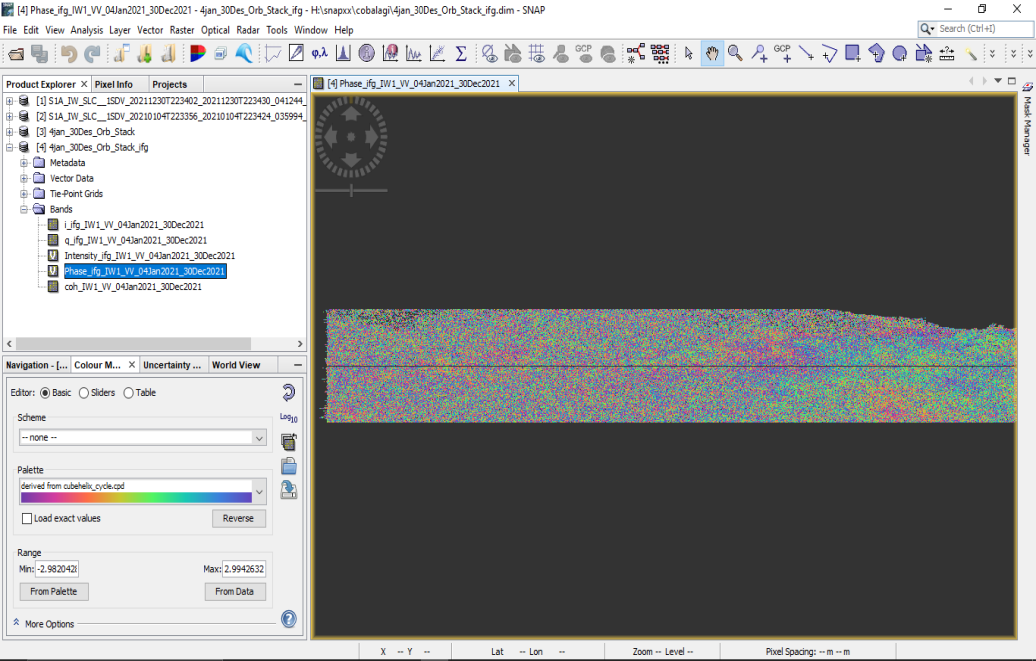 [4] Phase_ifg_IW1_VV_04Jan2021_30Dec2021 - 4jan_30Des_Orb_Stack_ifg - H:\snapxx\cobalagi\4jan_30Des_Orb_Stack_ifg.dim - SNAP
File Edit View Analysis Layer Vector Raster Optical Radar Tools Window Help
Search (Ctrl+I)
φ,λ Σ GCP GCP
Product Explorer × Pixel Info Projects
[4] Phase_ifg_IW1_VV_04Jan2021_30Dec2021 ×
[1] S1A_IW_SLC__1SDV_20211230T223402_20211230T223430_041244_
[2] S1A_IW_SLC__1SDV_20210104T223356_20210104T223424_035994_
[3] 4jan_30Des_Orb_Stack
[4] 4jan_30Des_Orb_Stack_ifg
Metadata
Vector Data
Tie-Point Grids
Bands
i_ifg_IW1_VV_04Jan2021_30Dec2021
q_ifg_IW1_VV_04Jan2021_30Dec2021
Intensity_ifg_IW1_VV_04Jan2021_30Dec2021
Phase_ifg_IW1_VV_04Jan2021_30Dec2021
coh_IW1_VV_04Jan2021_30Dec2021
Mask Manager
Navigation - [... Colour M... × Uncertainty ... World View
Editor: Basic Sliders Table
Scheme
Log10
-- none --
Palette
derived from cubehelix_cycle.cpd
Load exact values
Reverse
Range
Min: -2.982042
Max: 2.9942632
From Palette
From Data
More Options
X -- Y -- Lat -- Lon -- Zoom -- Level -- Pixel Spacing: -- m -- m